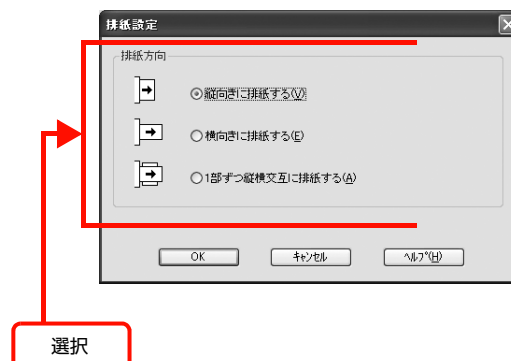 排紙設定
排紙方向
縦向きに排紙する(V)
横向きに排紙する(E)
1部ずつ縦横交互に排紙する(A)
OK キャンセル ヘルプ(H)
選択